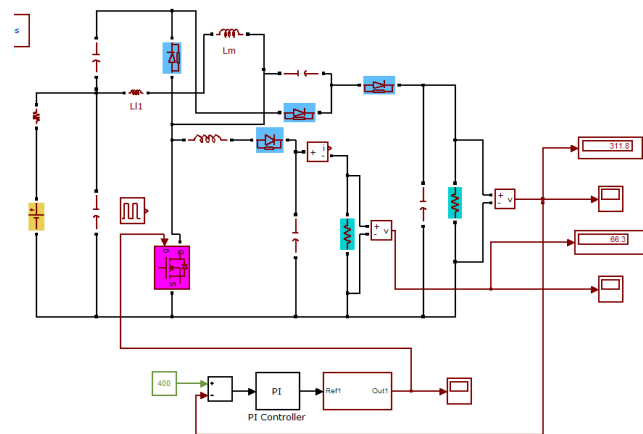 s
Lm
Ll1
+
i
-
+
-
v
+
-
v
311.8
66.3
g
D
S
400
+
-
PI
PI Controller
Ref1
Out1